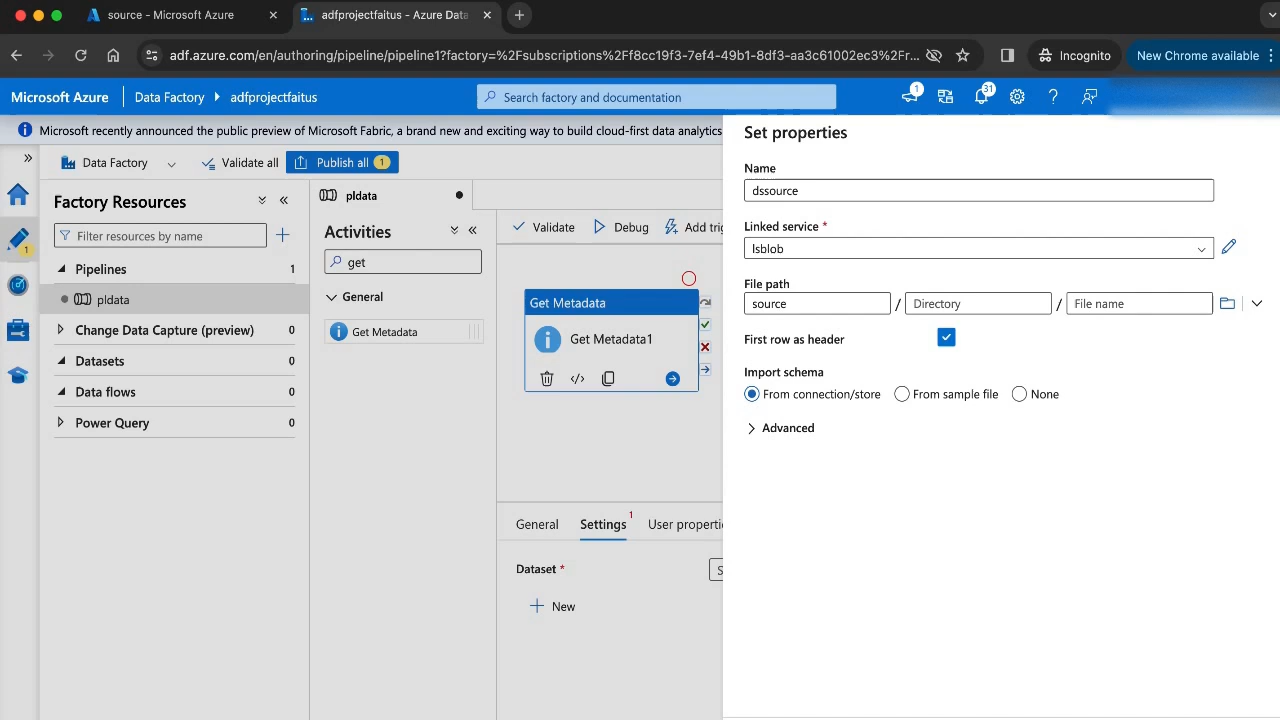 source - Microsoft Azure
adfprojectfaitus - Azure Data
adf.azure.com/en/authoring/pipeline/pipeline1?factory=%2Fsubscriptions%2Ff8cc19f3-7ef4-49b1-8df3-aa3c61002ec3%2Fr...
Incognito
New Chrome available
Microsoft Azure
Data Factory
adfprojectfaitus
Search factory and documentation
1
31
Microsoft recently announced the public preview of Microsoft Fabric, a brand new and exciting way to build cloud-first data analytics
Data Factory
Validate all
Publish all 1
1
Factory Resources
Filter resources by name
Pipelines 1
pldata
Change Data Capture (preview) 0
Datasets 0
Data flows 0
Power Query 0
pldata
Activities
get
General
Get Metadata
Validate
Debug
Add trig
Get Metadata
Get Metadata1
General
Settings 1
User properti
Dataset *
S
New
Set properties
Name
dssource
Linked service *
lsblob
File path
source / Directory / File name
First row as header
Import schema
From connection/store
From sample file
None
Advanced